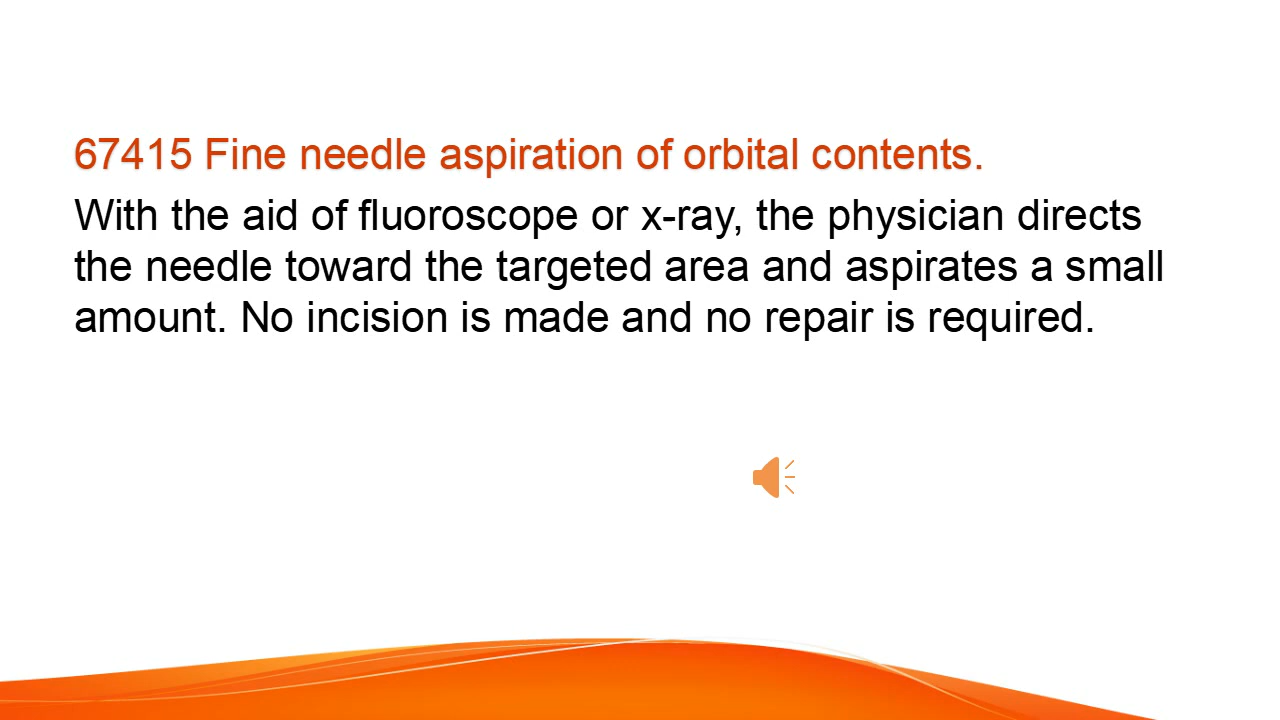 67415 Fine needle aspiration of orbital contents.
With the aid of fluoroscope or x-ray, the physician directs
the needle toward the targeted area and aspirates a small
amount. No incision is made and no repair is required.